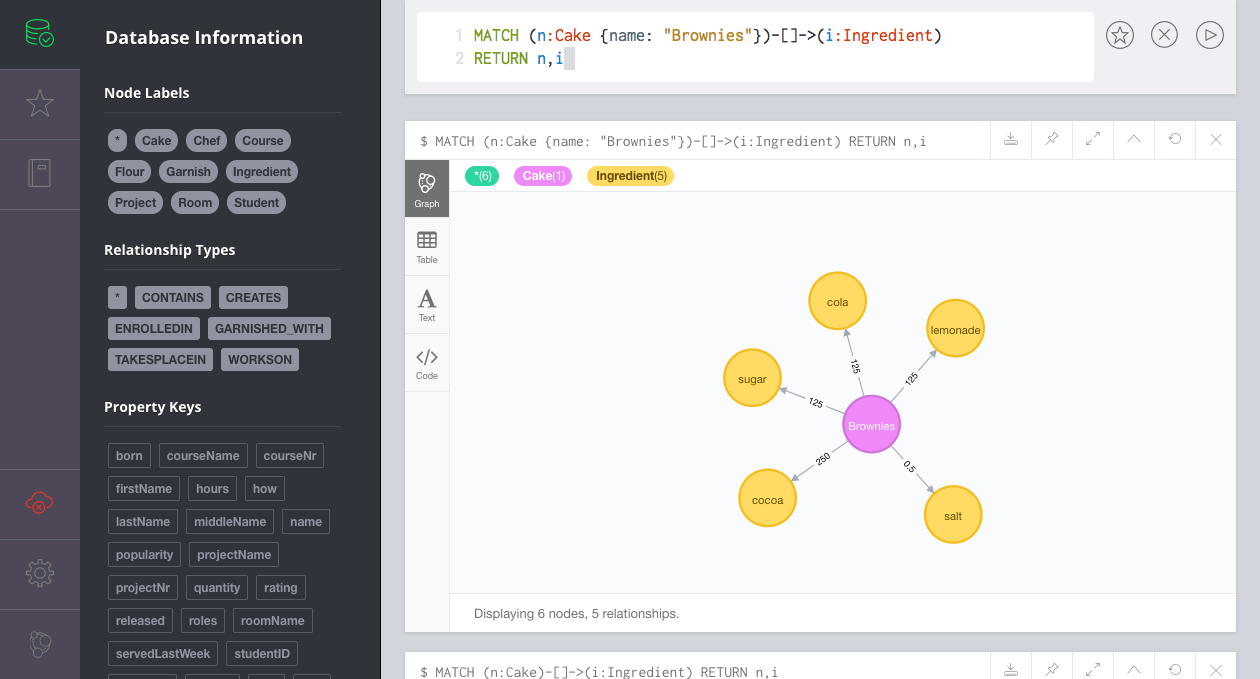 Database Information
Node Labels
* Cake Chef Course
Flour Garnish Ingredient
Project Room Student
Relationship Types
* CONTAINS CREATES
ENROLLEDIN GARNISHED_WITH
TAKESPLACEIN WORKSON
Property Keys
born courseName courseNr
firstName hours how
lastName middleName name
popularity projectName
projectNr quantity rating
released roles roomName
servedLastWeek studentID
1 MATCH (n:Cake {name: "Brownies"})-[]->(i:Ingredient)
2 RETURN n,i
$ MATCH (n:Cake {name: "Brownies"})-[]->(i:Ingredient) RETURN n,i
*(6) Cake(1) Ingredient(5)
Graph
Table
A
Text
Code
cola
lemonade
sugar
125
125
125
Brownies
250
0.5
cocoa
salt
Displaying 6 nodes, 5 relationships.
$ MATCH (n:Cake)-[]->(i:Ingredient) RETURN n,i